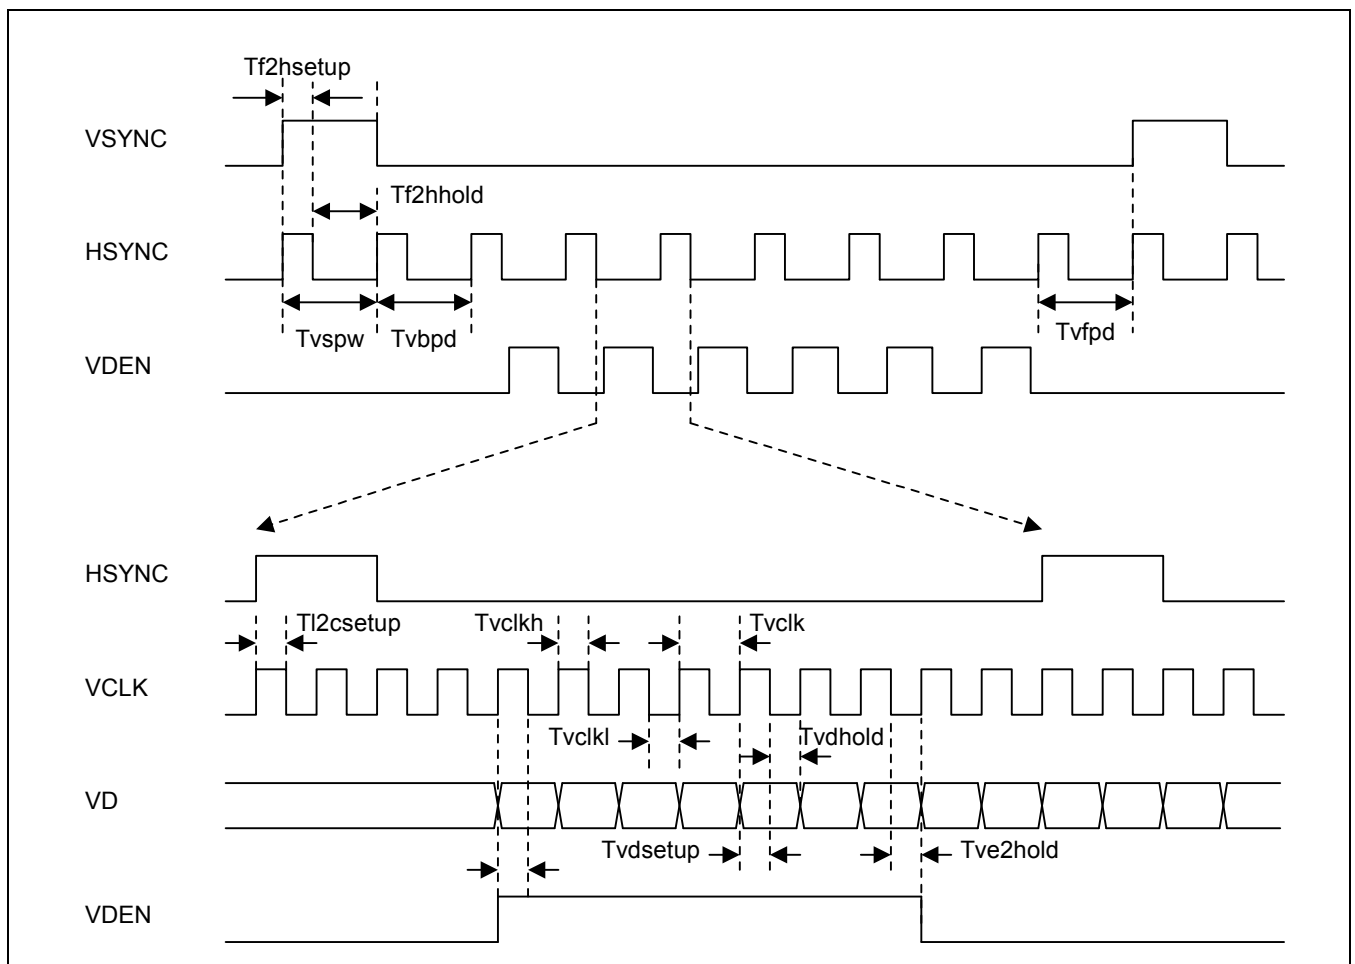 Tf2hsetup
VSYNC
Tf2hhold
HSYNC
Tvspw
Tvbpd
Tvfpd
VDEN
HSYNC
Tl2csetup
Tvclkh
Tvclk
VCLK
Tvclkl
Tvdhold
VD
Tvdsetup
Tve2hold
VDEN